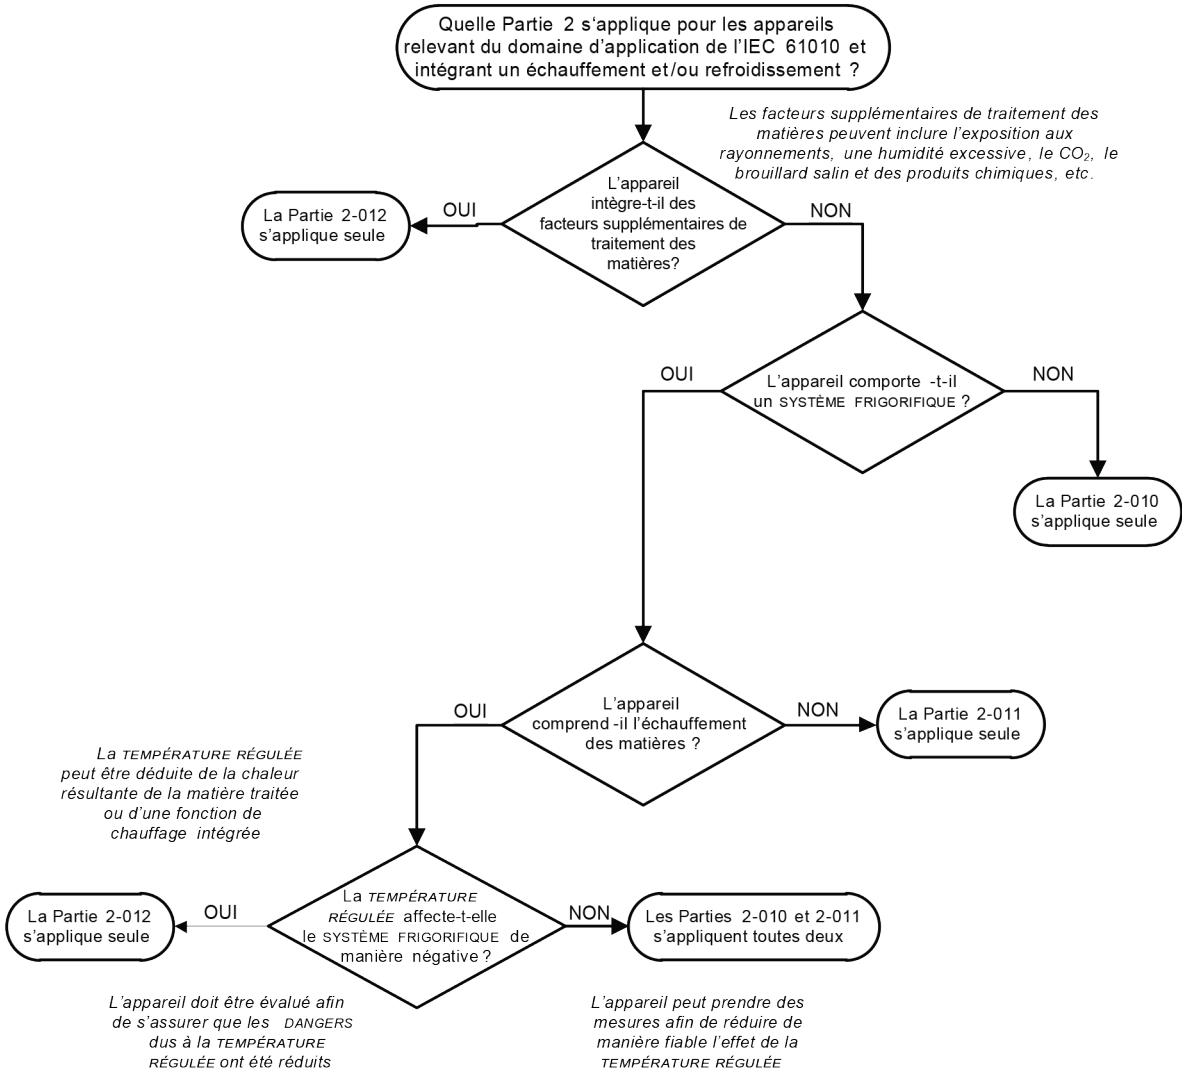 Quelle Partie 2 s‘applique pour les appareils
relevant du domaine d’application de l’IEC 61010 et
intégrant un échauffement et/ou refroidissement ?
Les facteurs supplémentaires de traitement des
matières peuvent inclure l’exposition aux
rayonnements, une humidité excessive, le CO₂, le
brouillard salin et des produits chimiques, etc.
L’appareil
intègre-t-il des
facteurs supplémentaires de
traitement des
matières?
OUI
NON
La Partie 2-012
s’applique seule
L’appareil comporte -t-il
un SYSTÈME FRIGORIFIQUE ?
OUI
NON
La Partie 2-010
s’applique seule
L’appareil
comprend -il l’échauffement
des matières ?
OUI
NON
La Partie 2-011
s’applique seule
La TEMPÉRATURE RÉGULÉE
peut être déduite de la chaleur
résultante de la matière traitée
ou d’une fonction de
chauffage intégrée
La TEMPÉRATURE
RÉGULÉE affecte-t-elle
le SYSTÈME FRIGORIFIQUE de
manière négative ?
OUI
NON
La Partie 2-012
s’applique seule
Les Parties 2-010 et 2-011
s’appliquent toutes deux
L’appareil doit être évalué afin
de s’assurer que les DANGERS
dus à la TEMPÉRATURE
RÉGULÉE ont été réduits
L’appareil peut prendre des
mesures afin de réduire de
manière fiable l’effet de la
TEMPÉRATURE RÉGULÉE